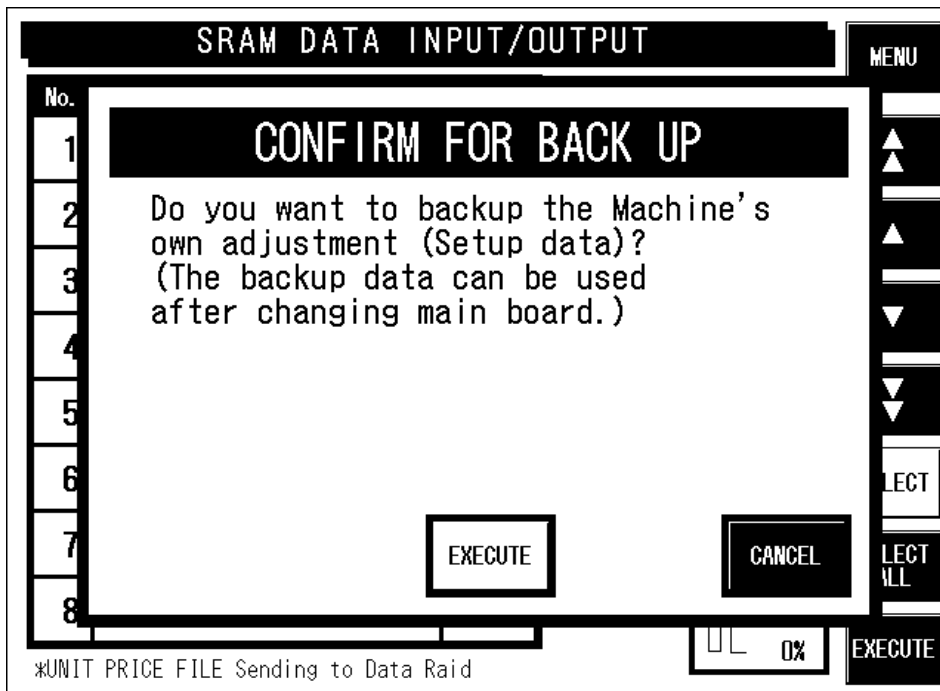 SRAM DATA INPUT/OUTPUT
MENU
No.
CONFIRM FOR BACK UP
1
2
3
4
5
6
7
8
Do you want to backup the Machine's
own adjustment (Setup data)?
(The backup data can be used
after changing main board.)
LECT
EXECUTE
CANCEL
LECT
ALL
0%
EXECUTE
*UNIT PRICE FILE Sending to Data Raid